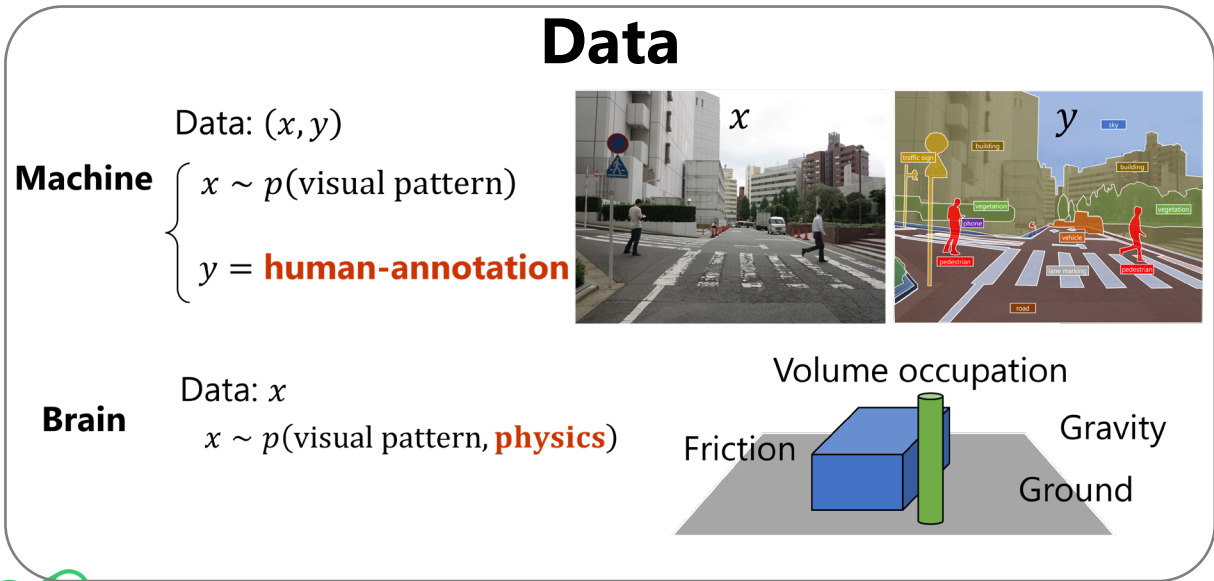 Data
Data: (x, y)
Machine
x ~ p(visual pattern)
y = human-annotation
x
y
sky
building
traffic sign
building
vegetation
vegetation
phone
vehicle
pedestrian
pedestrian
lane marking
road
Data: x
Brain
x ~ p(visual pattern, physics)
Volume occupation
Friction
Gravity
Ground